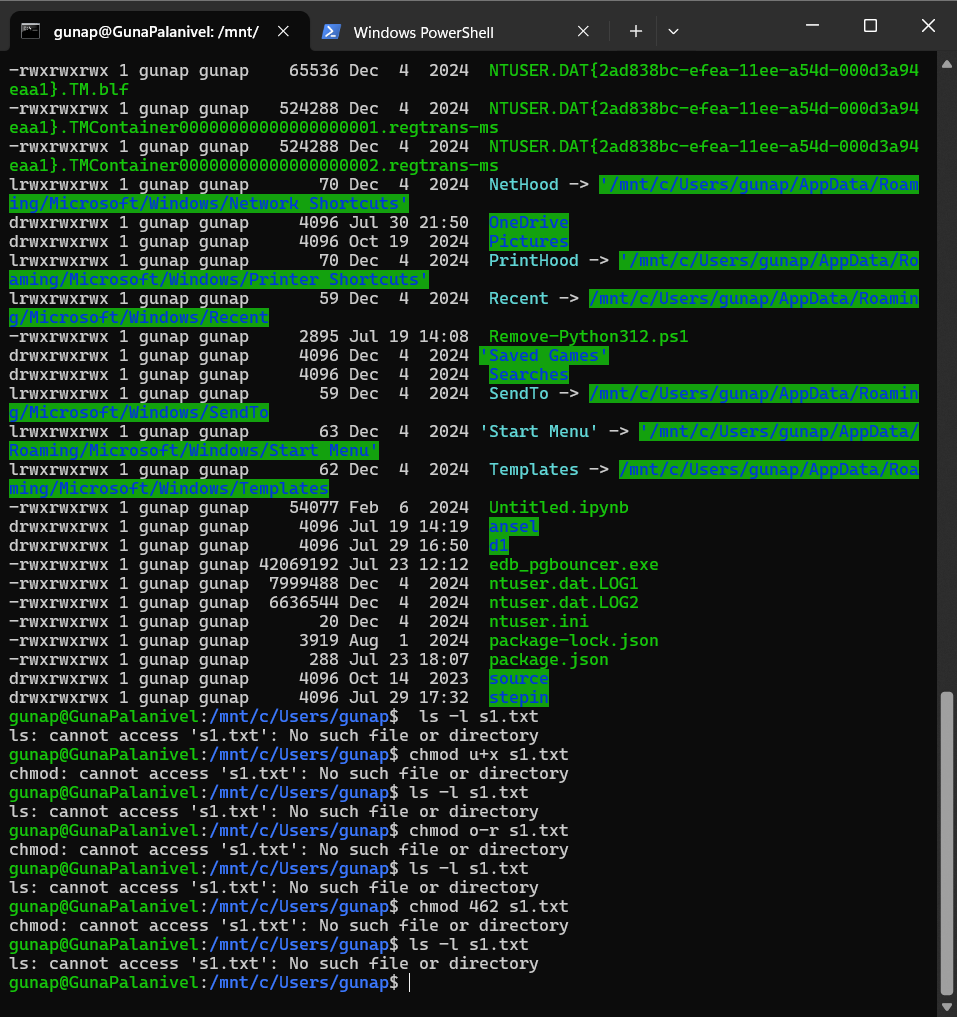 gunap@GunaPalanivel: /mnt/
Windows PowerShell
-rwxrwxrwx 1 gunap gunap    65536 Dec  4  2024  NTUSER.DAT{2ad838bc-efea-11ee-a54d-000d3a94
eaa1}.TM.blf
-rwxrwxrwx 1 gunap gunap   524288 Dec  4  2024  NTUSER.DAT{2ad838bc-efea-11ee-a54d-000d3a94
eaa1}.TMContainer00000000000000000001.regtrans-ms
-rwxrwxrwx 1 gunap gunap   524288 Dec  4  2024  NTUSER.DAT{2ad838bc-efea-11ee-a54d-000d3a94
eaa1}.TMContainer00000000000000000002.regtrans-ms
lrwxrwxrwx 1 gunap gunap       70 Dec  4  2024  NetHood -> '/mnt/c/Users/gunap/AppData/Roam
ing/Microsoft/Windows/Network Shortcuts'
drwxrwxrwx 1 gunap gunap     4096 Jul 30 21:50  OneDrive
drwxrwxrwx 1 gunap gunap     4096 Oct 19  2024  Pictures
lrwxrwxrwx 1 gunap gunap       70 Dec  4  2024  PrintHood -> '/mnt/c/Users/gunap/AppData/Ro
aming/Microsoft/Windows/Printer Shortcuts'
lrwxrwxrwx 1 gunap gunap       59 Dec  4  2024  Recent -> /mnt/c/Users/gunap/AppData/Roamin
g/Microsoft/Windows/Recent
-rwxrwxrwx 1 gunap gunap     2895 Jul 19 14:08  Remove-Python312.ps1
drwxrwxrwx 1 gunap gunap     4096 Dec  4  2024 'Saved Games'
drwxrwxrwx 1 gunap gunap     4096 Dec  4  2024  Searches
lrwxrwxrwx 1 gunap gunap       59 Dec  4  2024  SendTo -> /mnt/c/Users/gunap/AppData/Roamin
g/Microsoft/Windows/SendTo
lrwxrwxrwx 1 gunap gunap       63 Dec  4  2024 'Start Menu' -> '/mnt/c/Users/gunap/AppData/
Roaming/Microsoft/Windows/Start Menu'
lrwxrwxrwx 1 gunap gunap       62 Dec  4  2024  Templates -> /mnt/c/Users/gunap/AppData/Roa
ming/Microsoft/Windows/Templates
-rwxrwxrwx 1 gunap gunap    54077 Feb  6  2024  Untitled.ipynb
drwxrwxrwx 1 gunap gunap     4096 Jul 19 14:19  ansel
drwxrwxrwx 1 gunap gunap     4096 Jul 29 16:50  d1
-rwxrwxrwx 1 gunap gunap 42069192 Jul 23 12:12  edb_pgbouncer.exe
-rwxrwxrwx 1 gunap gunap  7999488 Dec  4  2024  ntuser.dat.LOG1
-rwxrwxrwx 1 gunap gunap  6636544 Dec  4  2024  ntuser.dat.LOG2
-rwxrwxrwx 1 gunap gunap       20 Dec  4  2024  ntuser.ini
-rwxrwxrwx 1 gunap gunap     3919 Aug  1  2024  package-lock.json
-rwxrwxrwx 1 gunap gunap      288 Jul 23 18:07  package.json
drwxrwxrwx 1 gunap gunap     4096 Oct 14  2023  source
drwxrwxrwx 1 gunap gunap     4096 Jul 29 17:32  stepin
gunap@GunaPalanivel:/mnt/c/Users/gunap$  ls -l s1.txt
ls: cannot access 's1.txt': No such file or directory
gunap@GunaPalanivel:/mnt/c/Users/gunap$ chmod u+x s1.txt
chmod: cannot access 's1.txt': No such file or directory
gunap@GunaPalanivel:/mnt/c/Users/gunap$ ls -l s1.txt
ls: cannot access 's1.txt': No such file or directory
gunap@GunaPalanivel:/mnt/c/Users/gunap$ chmod o-r s1.txt
chmod: cannot access 's1.txt': No such file or directory
gunap@GunaPalanivel:/mnt/c/Users/gunap$ ls -l s1.txt
ls: cannot access 's1.txt': No such file or directory
gunap@GunaPalanivel:/mnt/c/Users/gunap$ chmod 462 s1.txt
chmod: cannot access 's1.txt': No such file or directory
gunap@GunaPalanivel:/mnt/c/Users/gunap$ ls -l s1.txt
ls: cannot access 's1.txt': No such file or directory
gunap@GunaPalanivel:/mnt/c/Users/gunap$